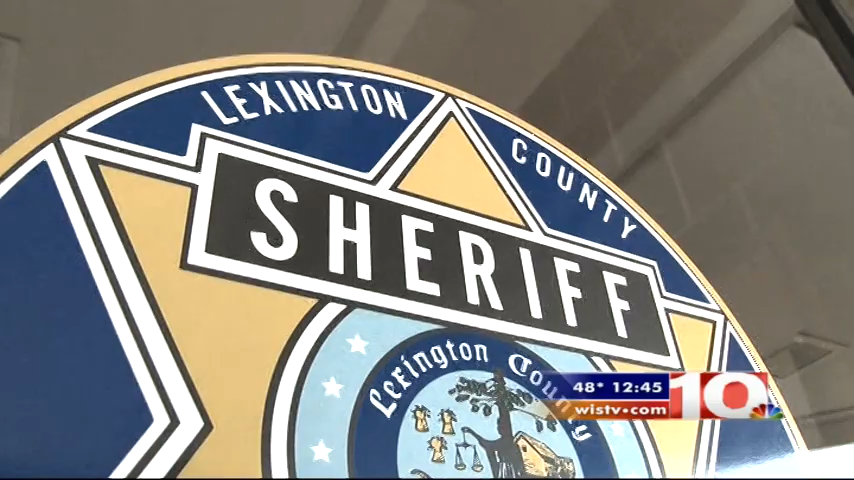 LEXINGTON COUNTY
SHERIFF
Lexington County
48° 12:45
wistv•com
10